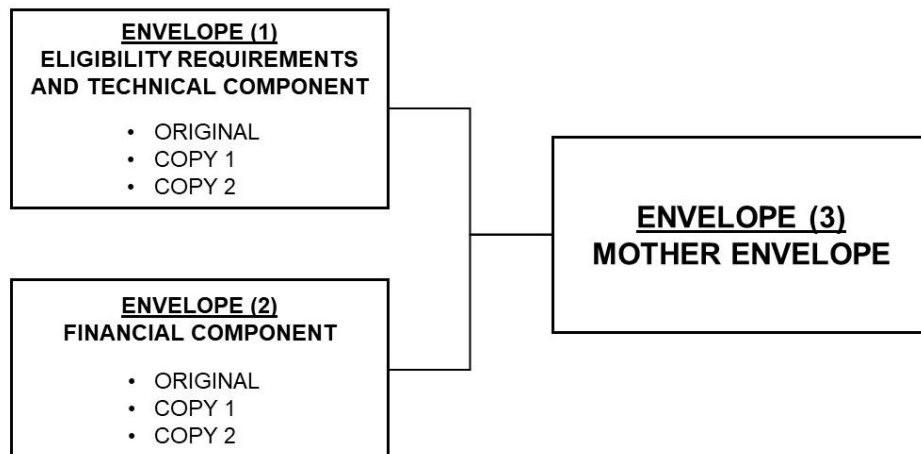 ENVELOPE (1)
ELIGIBILITY REQUIREMENTS
AND TECHNICAL COMPONENT
• ORIGINAL
• COPY 1
• COPY 2
ENVELOPE (2)
FINANCIAL COMPONENT
• ORIGINAL
• COPY 1
• COPY 2
ENVELOPE (3)
MOTHER ENVELOPE